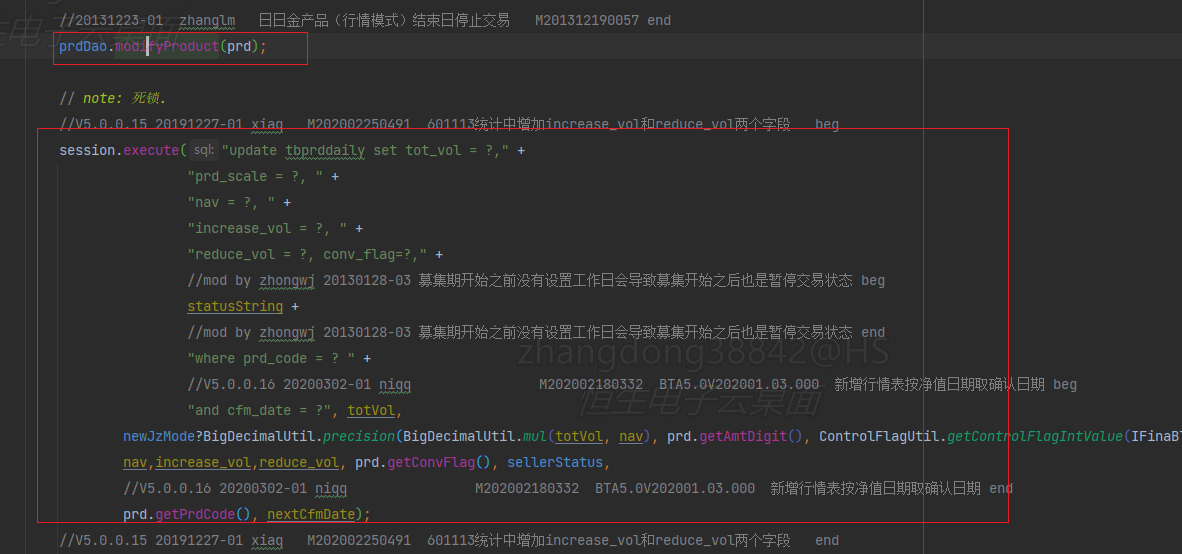 //20131223-01 zhanglm 日日金产品（行情模式）结束日停止交易 M201312190057 end
prdDao.modifyProduct(prd);
// note: 死锁.
//V5.0.0.15 20191227-01 xiaq M202002250491 601113统计中增加increase_vol和reduce_vol两个字段 beg
session.execute( sql: "update tbprddaily set tot_vol = ?," +
"prd_scale = ?, " +
"nav = ?, " +
"increase_vol = ?, " +
"reduce_vol = ?, conv_flag=?," +
//mod by zhongwj 20130128-03 募集期开始之前没有设置工作日会导致募集开始之后也是暂停交易状态 beg
statusString +
//mod by zhongwj 20130128-03 募集期开始之前没有设置工作日会导致募集开始之后也是暂停交易状态 end
zhangdong38842@HS
"where prd_code = ? " +
//V5.0.0.16 20200302-01 niqq M202002180332 BTA5.0V202001.03.000 新增行情表按净值日期取确认日期 beg
恒生电子云桌面
"and cfm_date = ?", totVol,
newJzMode?BigDecimalUtil.precision(BigDecimalUtil.mul(totVol, nav), prd.getAmtDigit(), ControlFlagUtil.getControlFlagIntValue(IFinaB
nav,increase_vol,reduce_vol, prd.getConvFlag(), sellerStatus,
//V5.0.0.16 20200302-01 niqq M202002180332 BTA5.0V202001.03.000 新增行情表按净值日期取确认日期 end
prd.getPrdCode(), nextCfmDate);
//V5.0.0.15 20191227-01 xiaq M202002250491 601113统计中增加increase_vol和reduce_vol两个字段 end